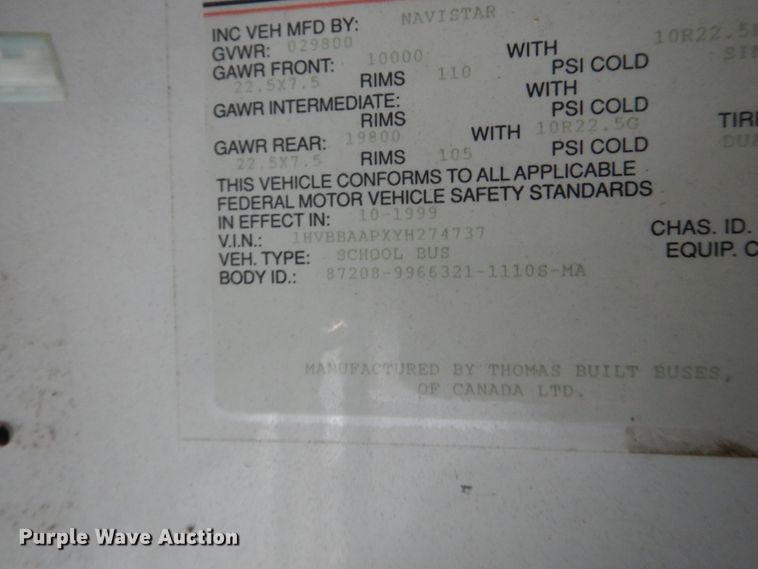 INC VEH MFD BY: NAVISTAR
GVWR: 029800
GAWR FRONT: 10000 WITH 10R22.5
22.5X7.5 RIMS 110 PSI COLD
GAWR INTERMEDIATE: WITH
RIMS PSI COLD
GAWR REAR: 19800 WITH 10R22.5G TIR
22.5X7.5 RIMS 105 PSI COLD DUA
THIS VEHICLE CONFORMS TO ALL APPLICABLE
FEDERAL MOTOR VEHICLE SAFETY STANDARDS
IN EFFECT IN: 10-1999
V.I.N.: 1HVBBAAPXYH274737 CHAS. ID.
VEH. TYPE: SCHOOL BUS EQUIP. C
BODY ID.: 87208-9966321-1110S-MA
MANUFACTURED BY THOMAS BUILT BUSES,
OF CANADA LTD.
Purple Wave Auction